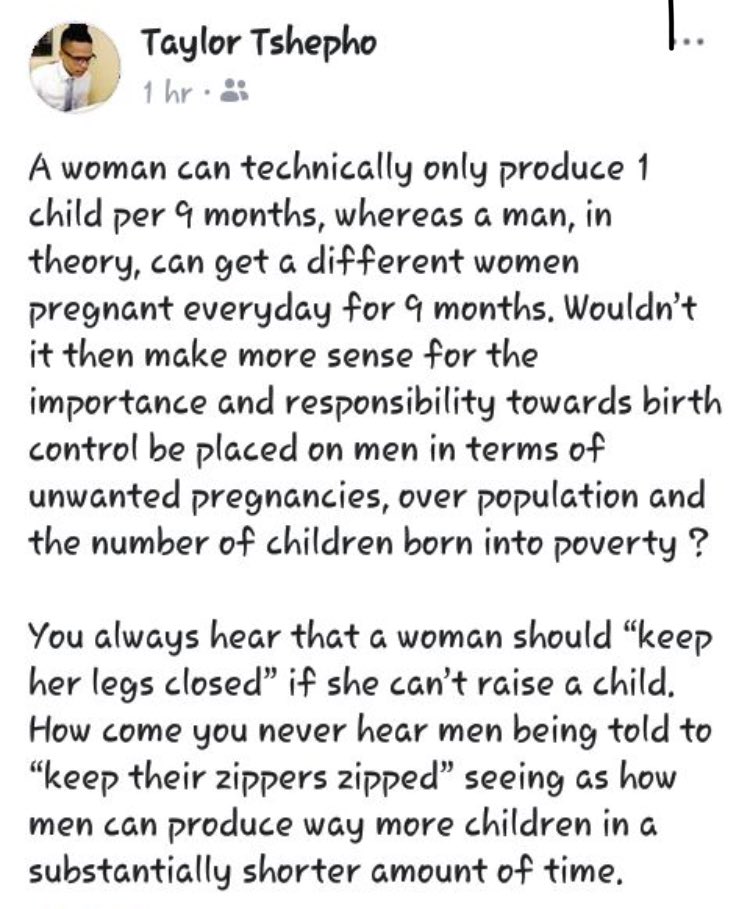 Taylor Tshepho
1 hr ·
A woman can technically only produce 1
child per 9 months, whereas a man, in
theory, can get a different women
pregnant everyday for 9 months. Wouldn't
it then make more sense for the
importance and responsibility towards birth
control be placed on men in terms of
unwanted pregnancies, over population and
the number of children born into poverty ?
You always hear that a woman should “keep
her legs closed” if she can't raise a child.
How come you never hear men being told to
“keep their zippers zipped” seeing as how
men can produce way more children in a
substantially shorter amount of time.